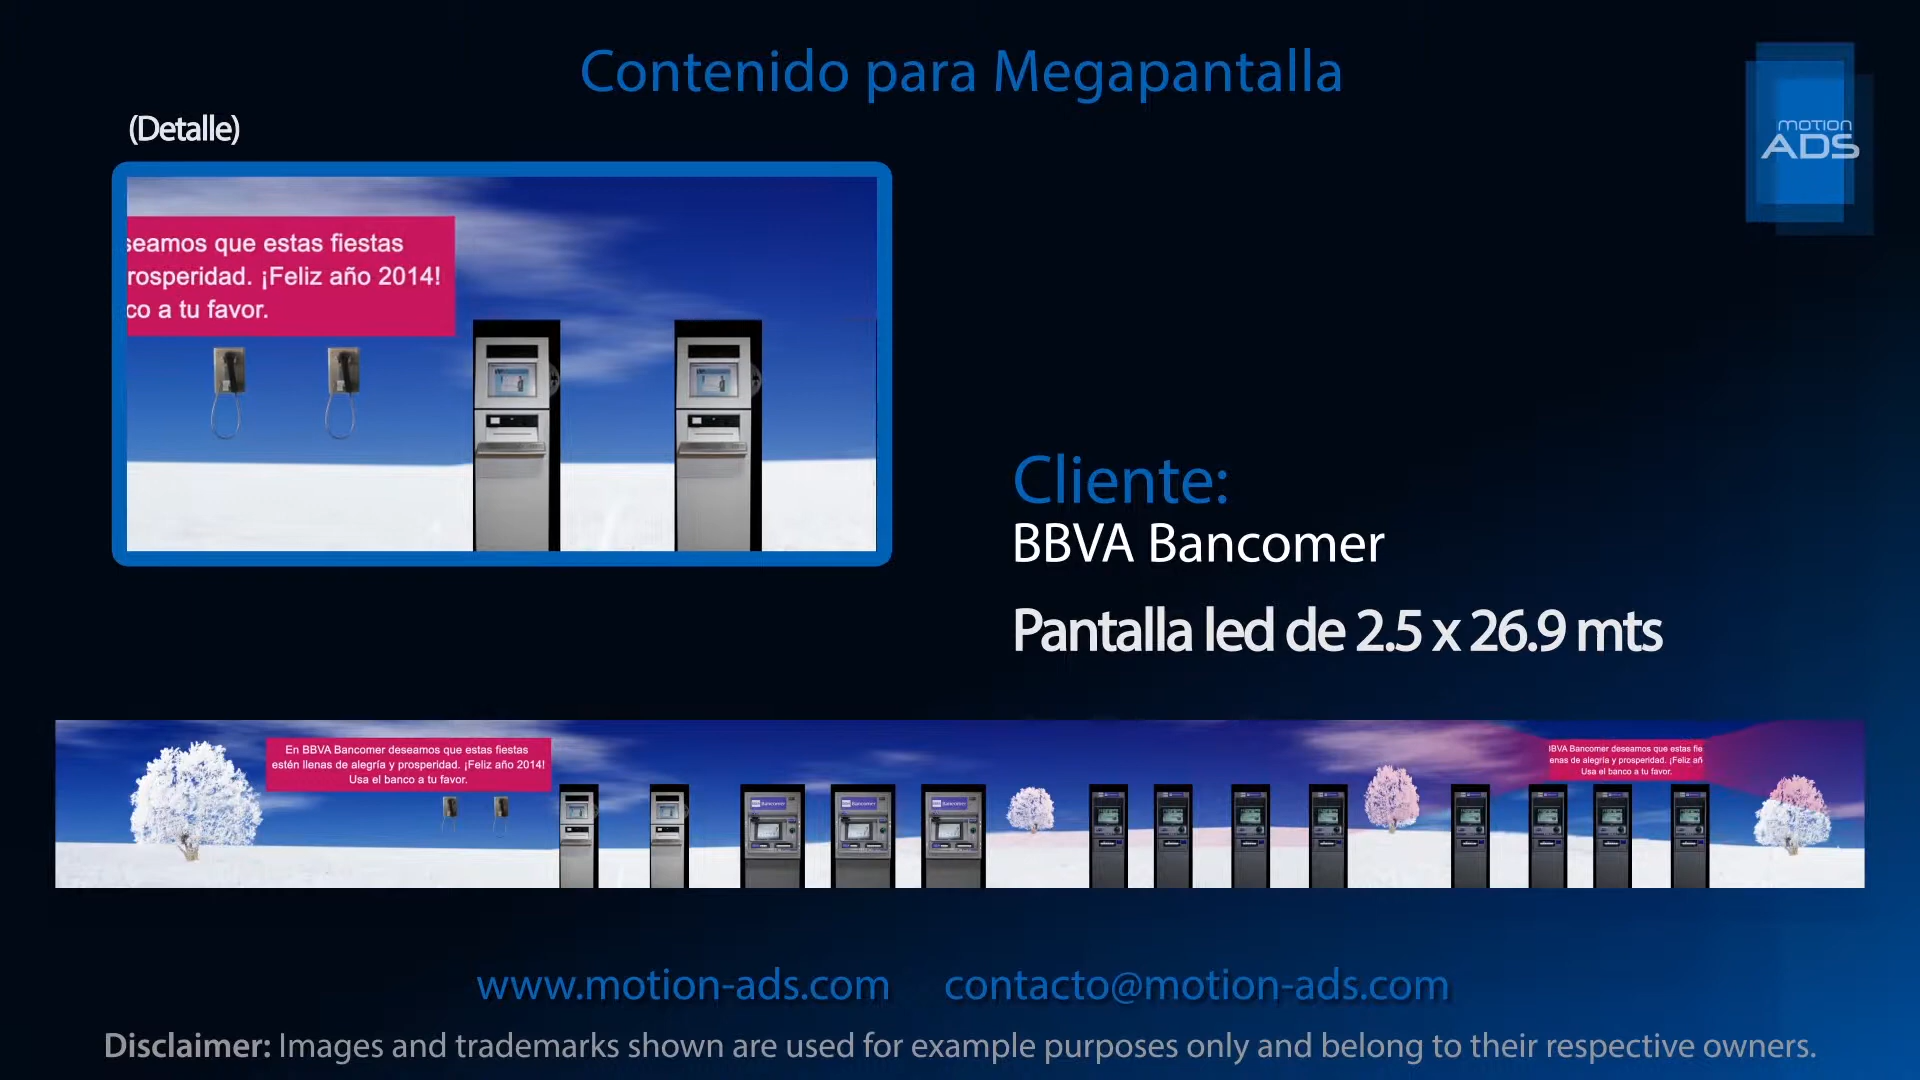 Contenido para Megapantalla
(Detalle)
MOTION
ADS
seamos que estas fiestas
rosperidad. ¡Feliz año 2014!
co a tu favor.
Cliente:
BBVA Bancomer
Pantalla led de 2.5 x 26.9 mts
En BBVA Bancomer deseamos que estas fiestas
estén llenas de alegría y prosperidad. ¡Feliz año 2014!
Usa el banco a tu favor.
BVA Bancomer deseamos que estas fie
enas de alegría y prosperidad. ¡Feliz añ
Usa el banco a tu favor.
Bancomer
Bancomer
Bancomer
www.motion-ads.com contacto@motion-ads.com
Disclaimer: Images and trademarks shown are used for example purposes only and belong to their respective owners.